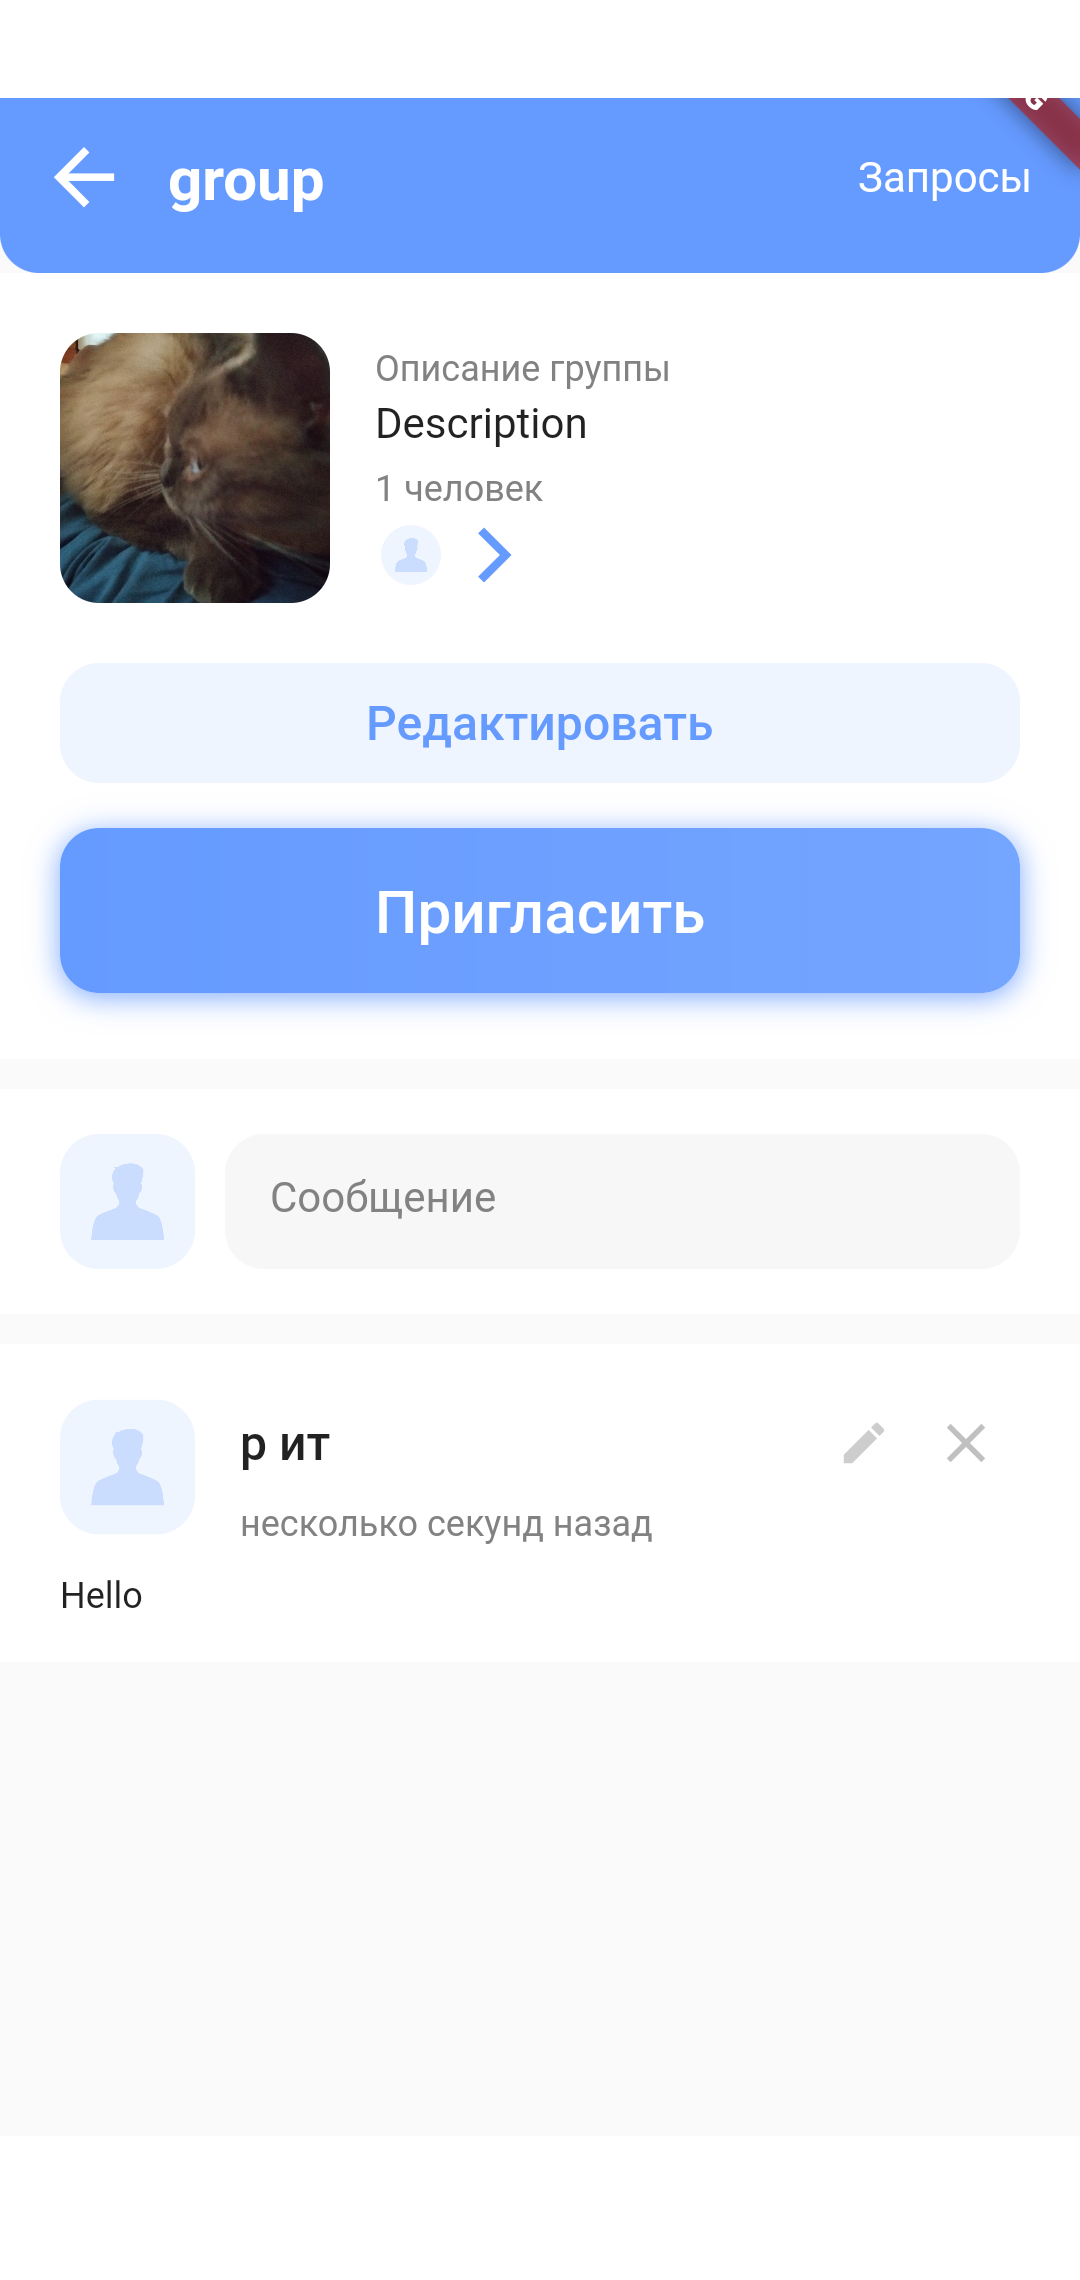 group
Запросы
Описание группы
Description
1 человек
Редактировать
Пригласить
Сообщение
р ит
несколько секунд назад
Hello